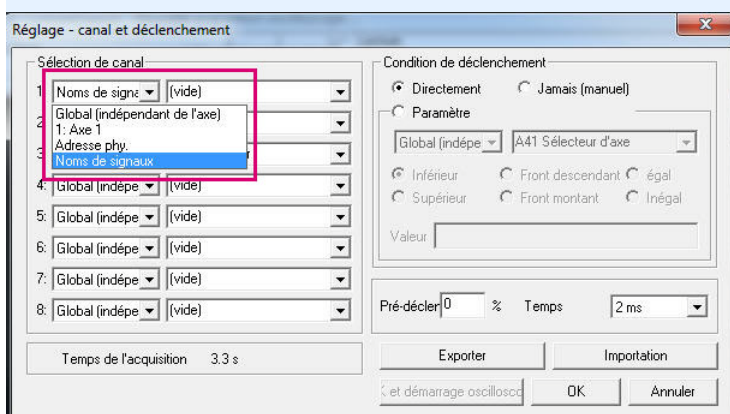 Réglage - canal et déclenchement
Sélection de canal
1: Noms de signa (vide)
Global (indépendant de l'axe)
1: Axe 1
Adresse phy.
Noms de signaux
2
3
4: Global (indépe (vide)
5: Global (indépe (vide)
6: Global (indépe (vide)
7: Global (indépe (vide)
8: Global (indépe (vide)
Temps de l'acquisition 3.3 s
Condition de déclenchement
Directement Jamais (manuel)
Paramètre
Global (indépe A41 Sélecteur d'axe
Inférieur Front descendant égal
Supérieur Front montant Inégal
Valeur
Pré-décler 0 % Temps 2 ms
Exporter Importation
et démarrage oscillosco OK Annuler